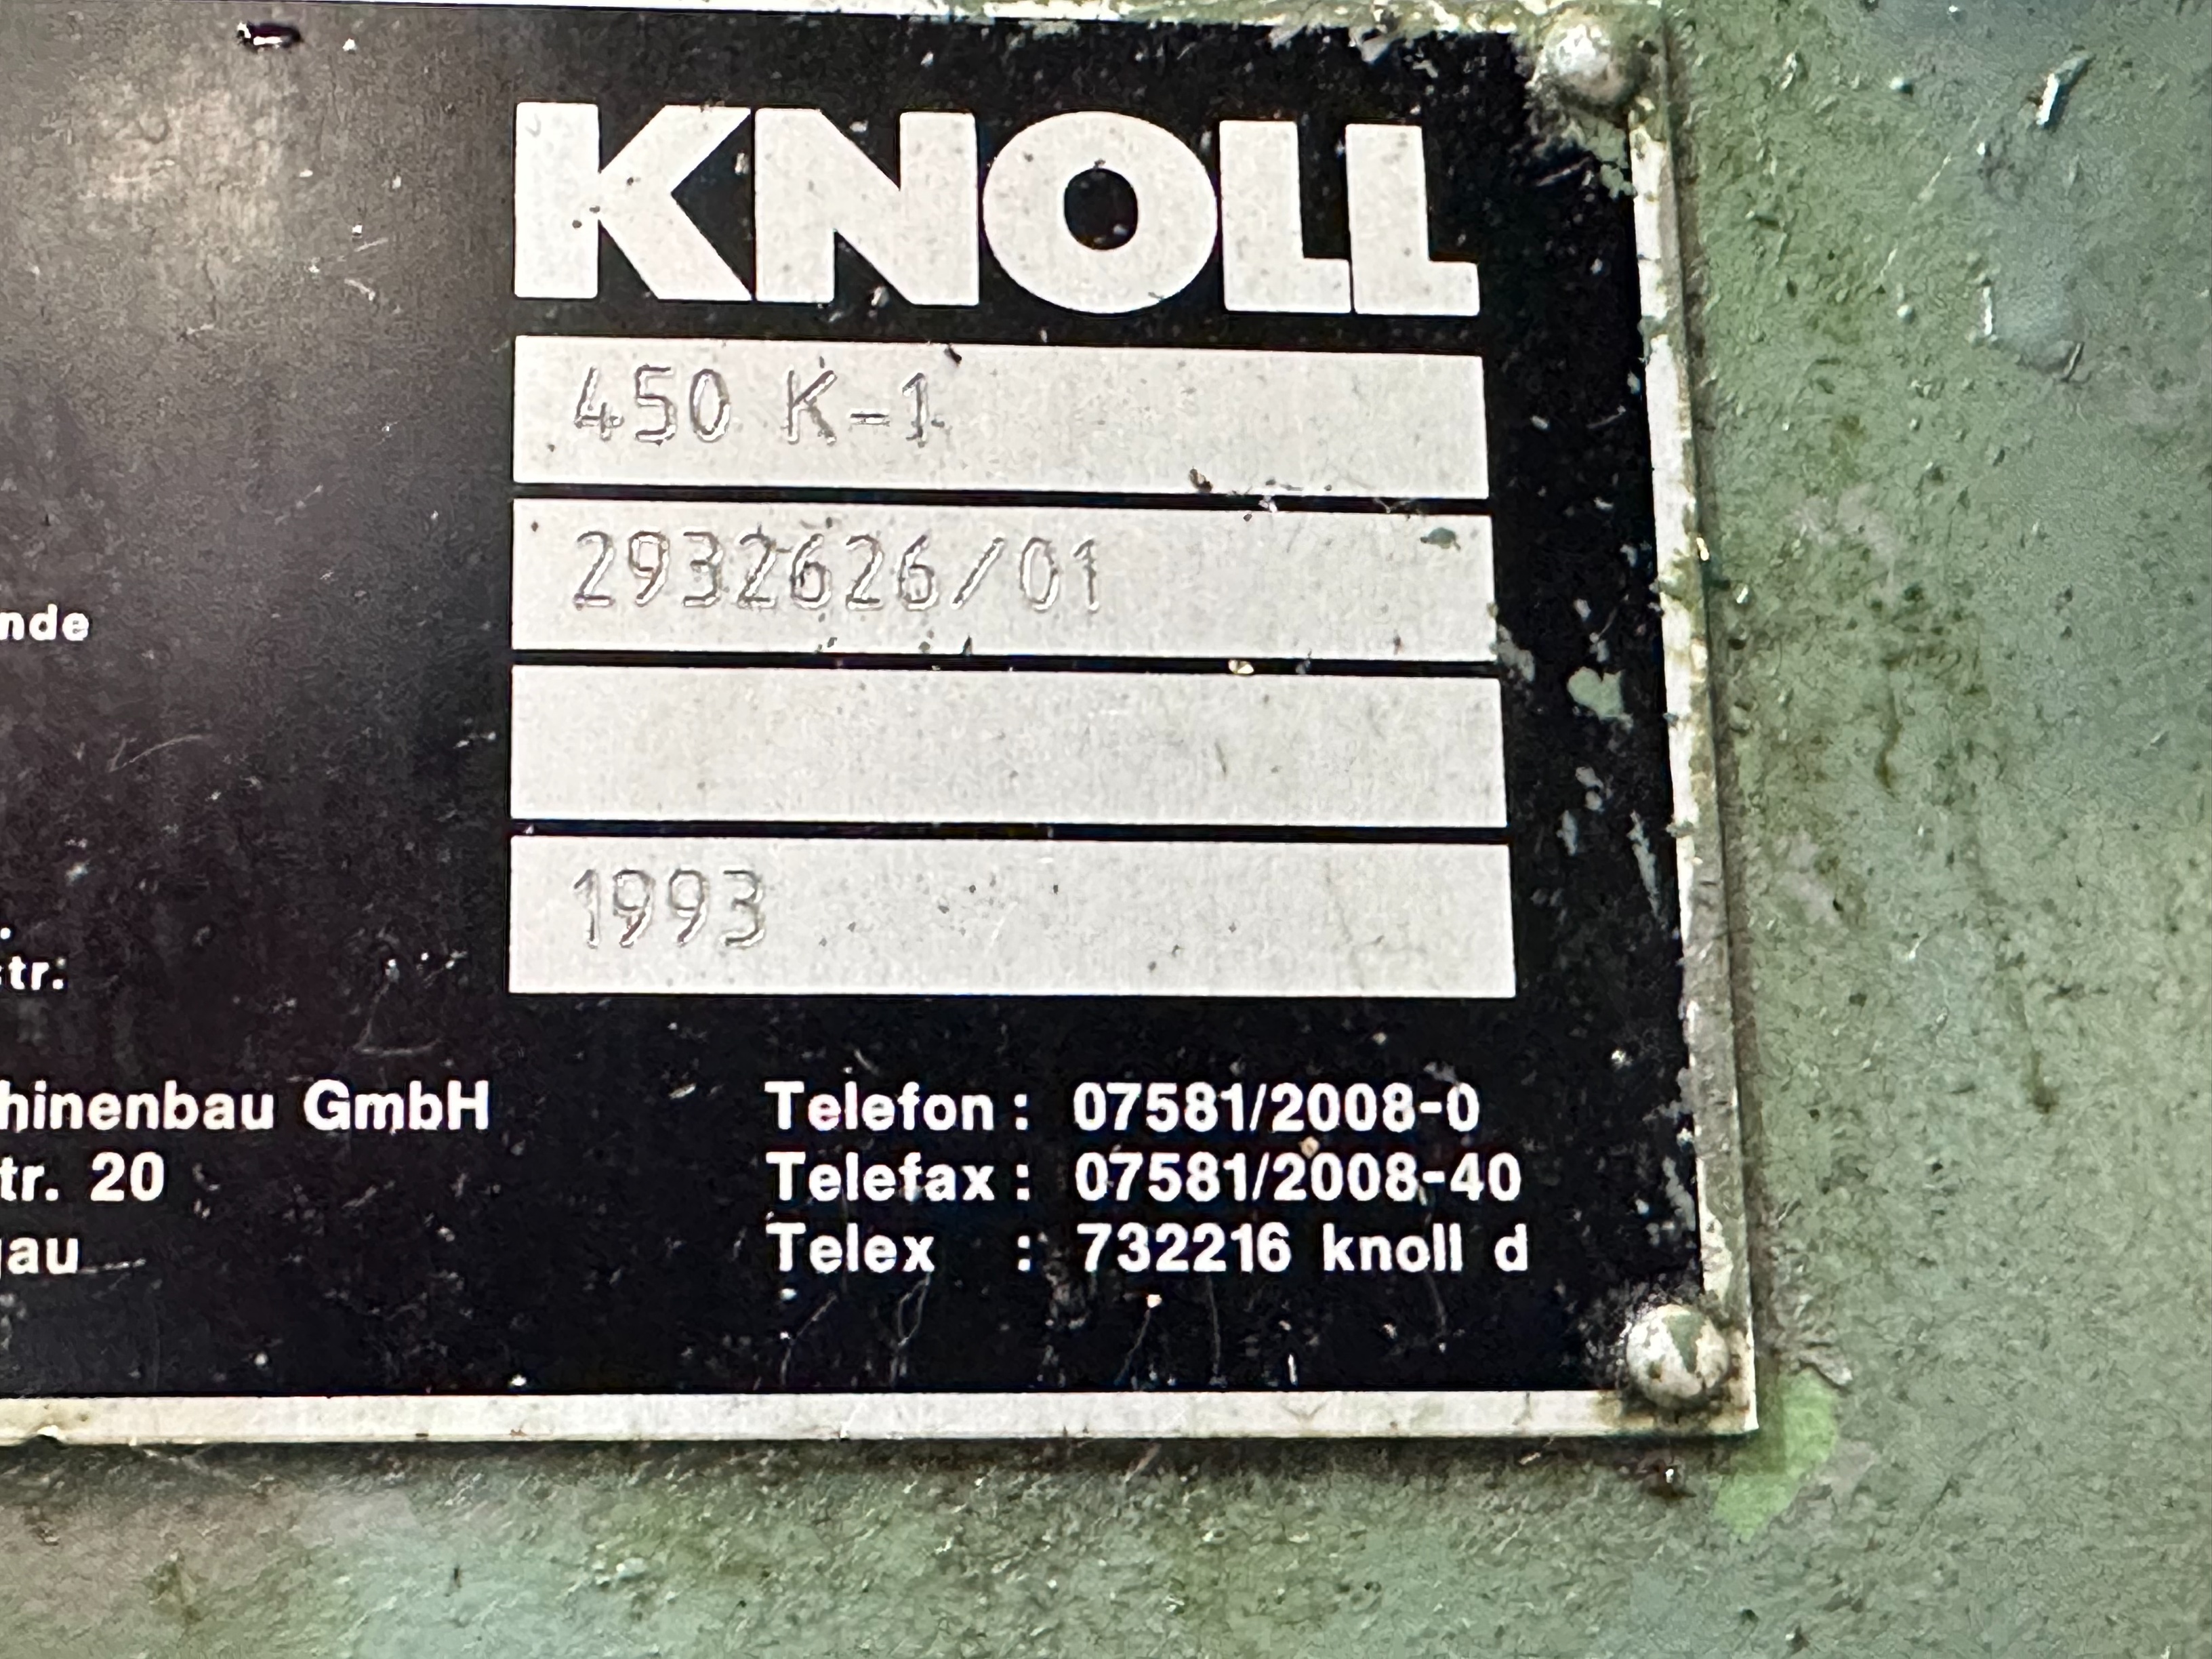 KNOLL
450 K-1
2932626/01
nde
1993
tr:
hinenbau GmbH Telefon : 07581/2008-0
tr. 20 Telefax : 07581/2008-40
gau Telex : 732216 knoll d